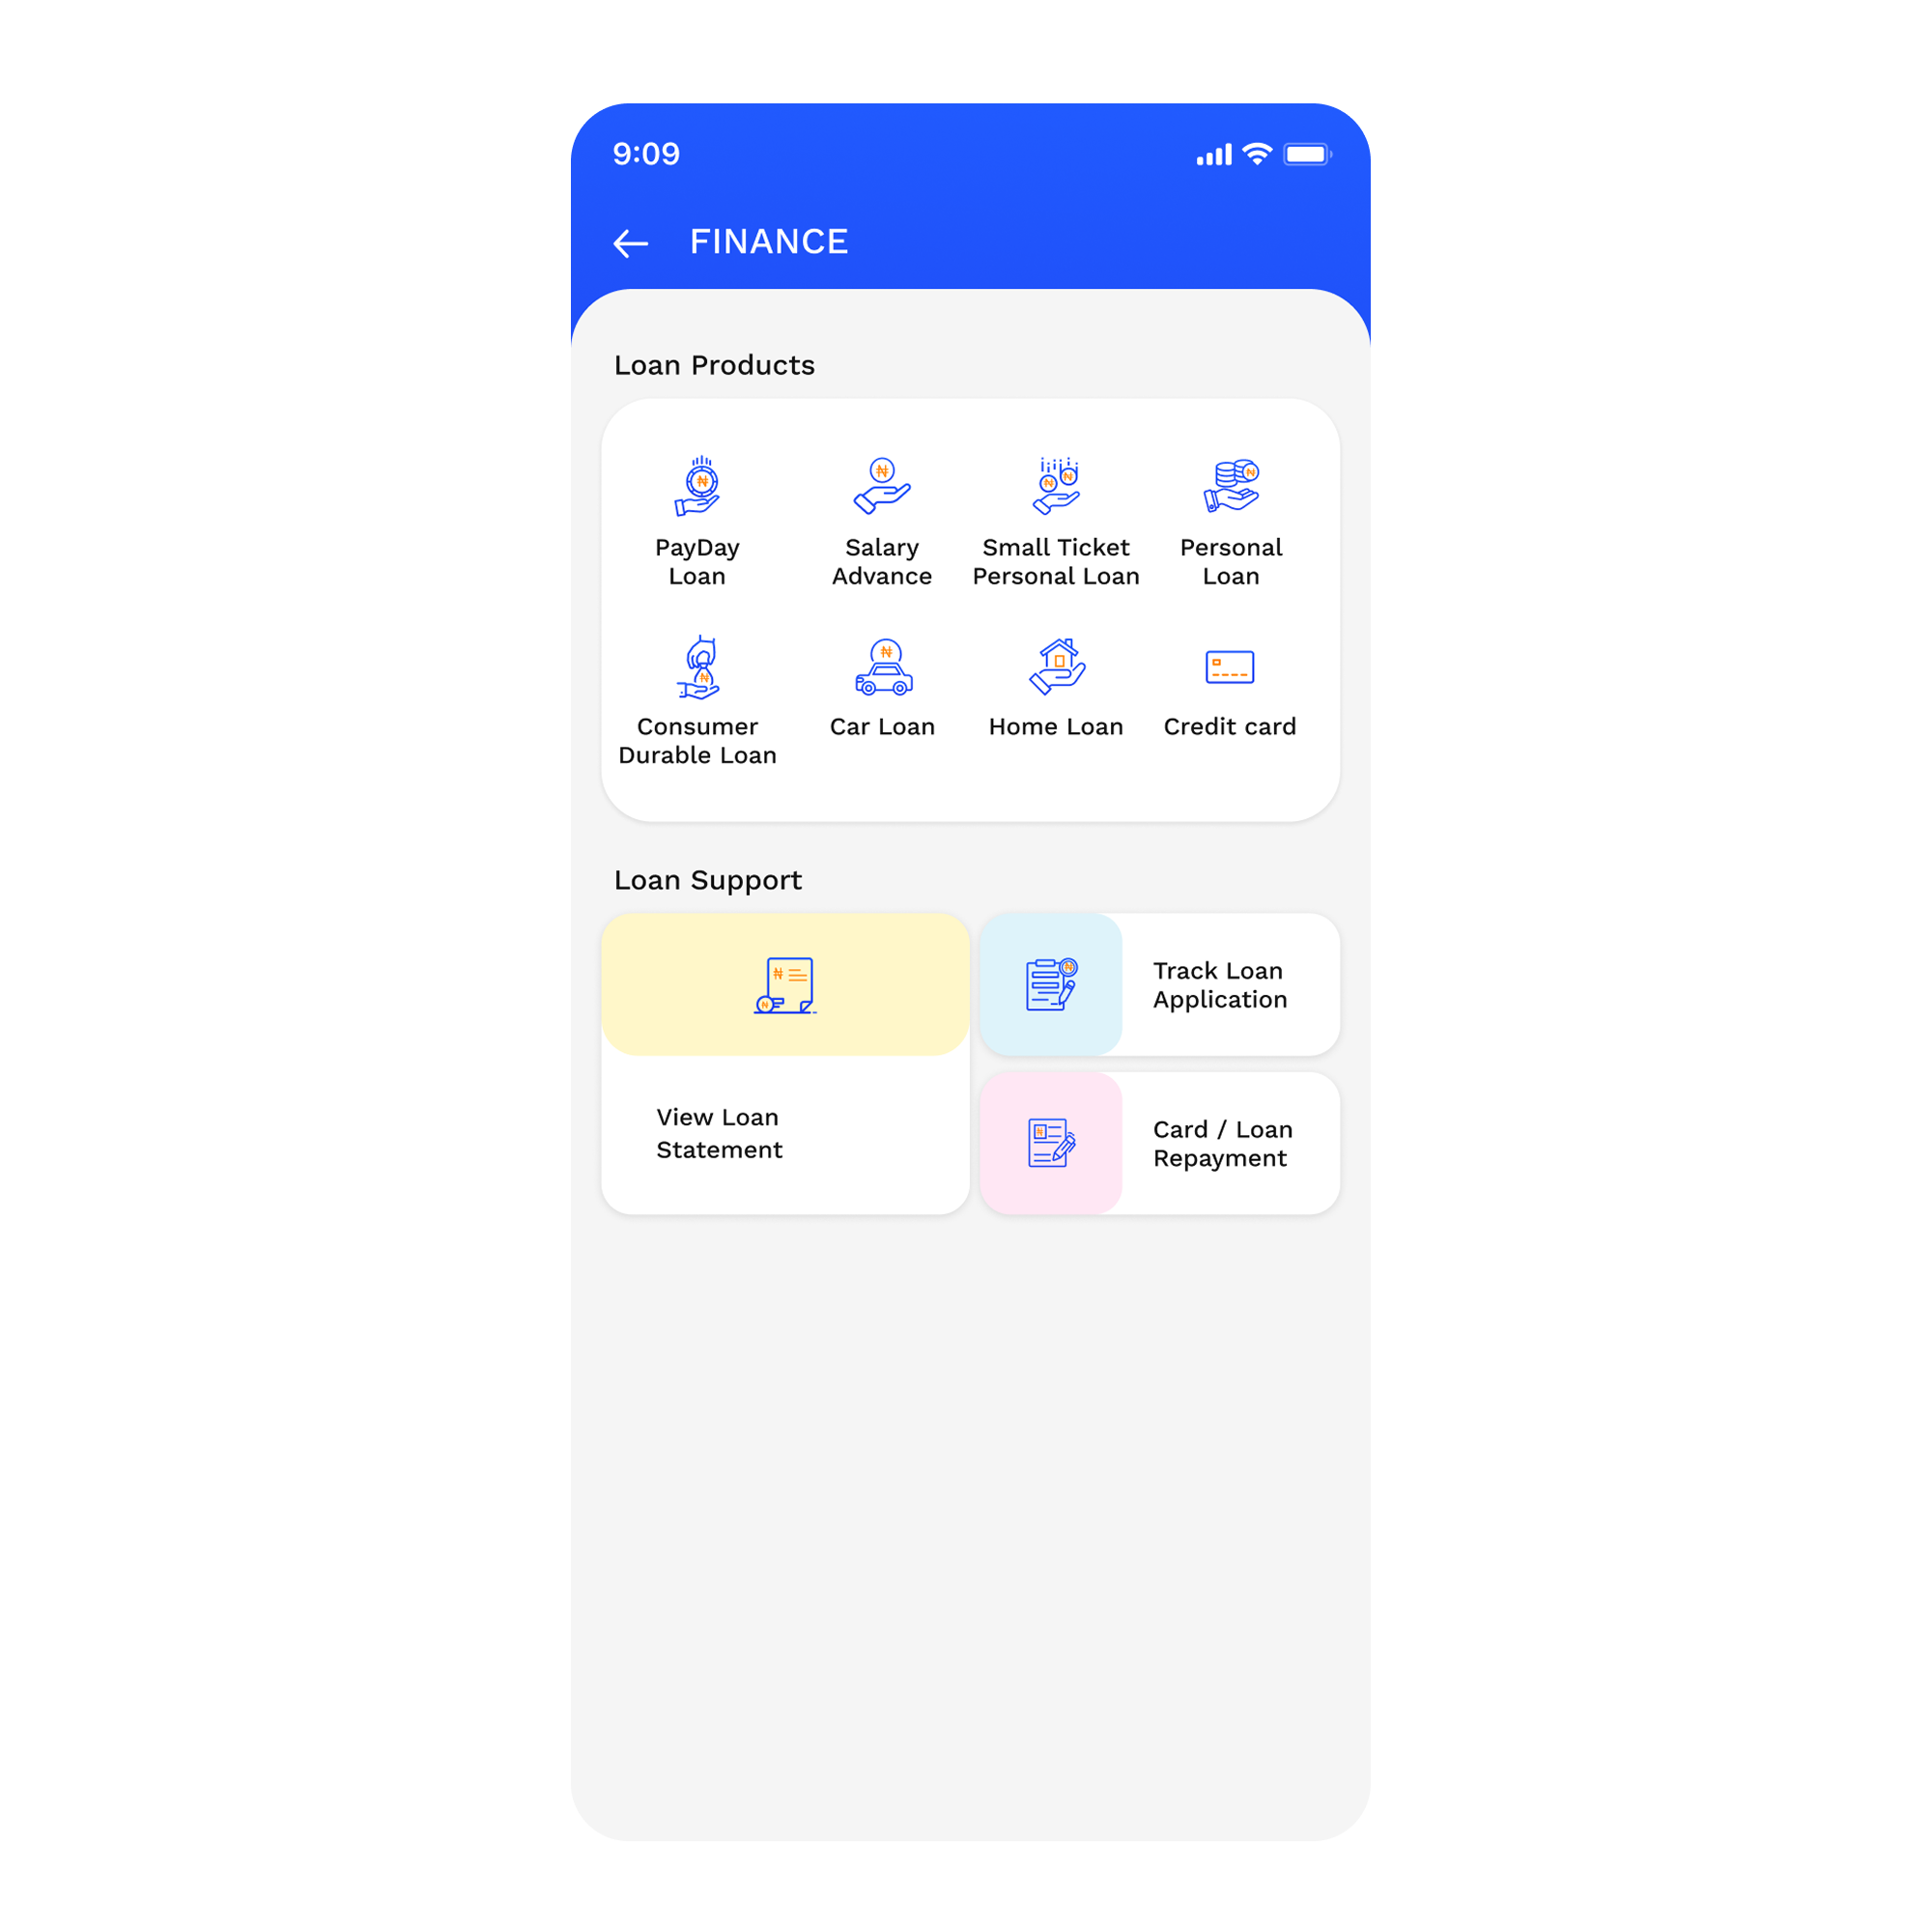 9:09
FINANCE
Loan Products
PayDay
Loan
Salary
Advance
Small Ticket
Personal Loan
Personal
Loan
Consumer
Durable Loan
Car Loan
Home Loan
Credit card
Loan Support
View Loan
Statement
Track Loan
Application
Card / Loan
Repayment